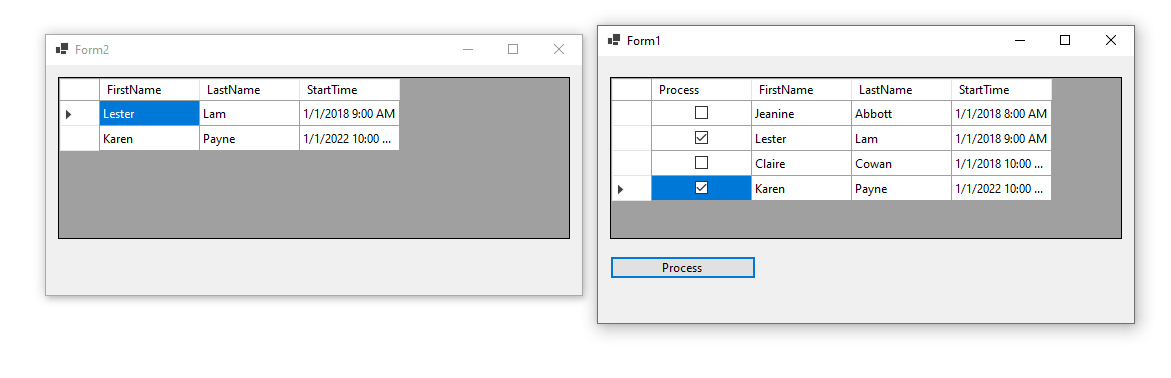 Form2
FirstName LastName StartTime
Lester Lam 1/1/2018 9:00 AM
Karen Payne 1/1/2022 10:00 ...
Form1
Process FirstName LastName StartTime
Jeanine Abbott 1/1/2018 8:00 AM
Lester Lam 1/1/2018 9:00 AM
Claire Cowan 1/1/2018 10:00 ...
Karen Payne 1/1/2022 10:00 ...
Process